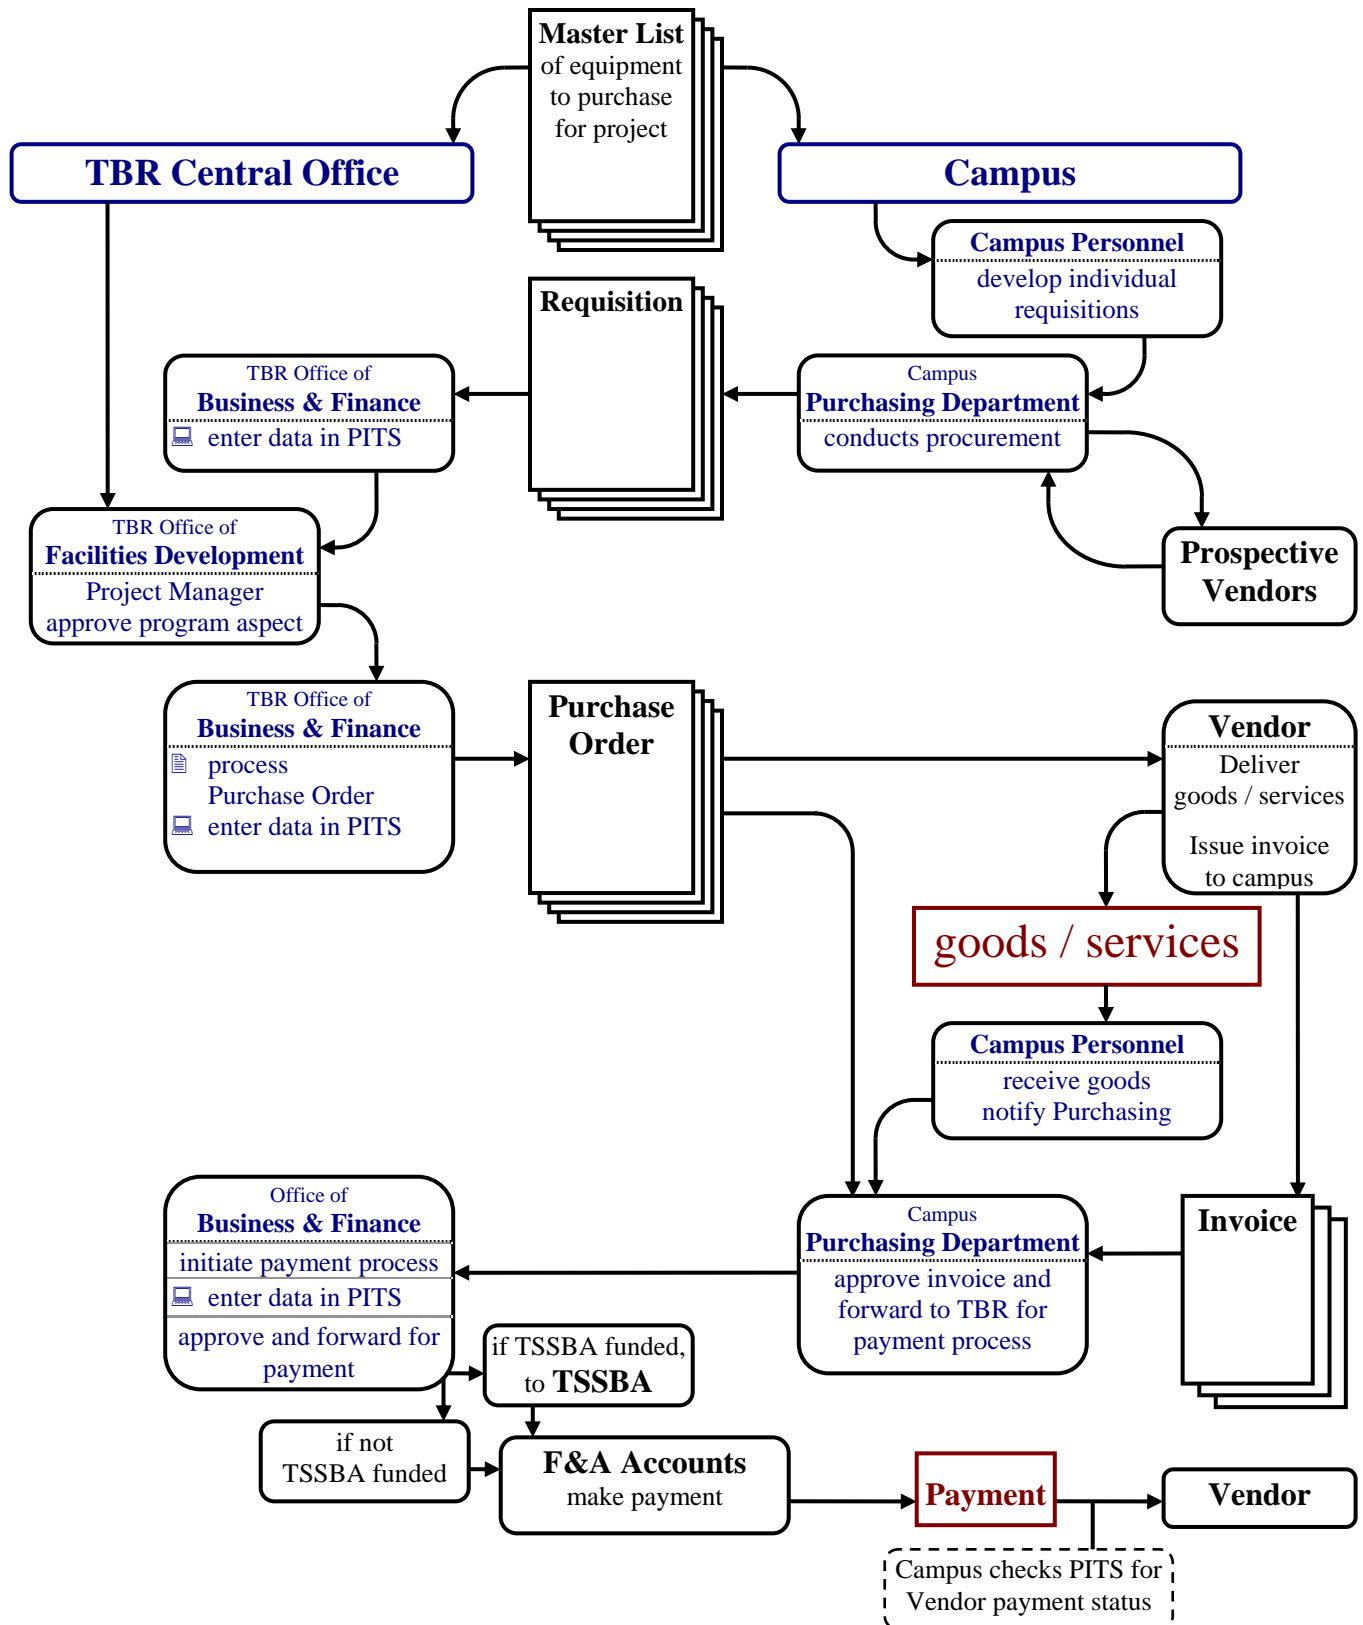 Master List
of equipment
to purchase
for project
TBR Central Office
Campus
Campus Personnel
develop individual
requisitions
Requisition
TBR Office of
Business & Finance
enter data in PITS
Campus
Purchasing Department
conducts procurement
TBR Office of
Facilities Development
Project Manager
approve program aspect
Prospective
Vendors
TBR Office of
Business & Finance
process
Purchase Order
enter data in PITS
Purchase
Order
Vendor
Deliver
goods / services
Issue invoice
to campus
goods / services
Campus Personnel
receive goods
notify Purchasing
Office of
Business & Finance
initiate payment process
enter data in PITS
approve and forward for
payment
Campus
Purchasing Department
approve invoice and
forward to TBR for
payment process
Invoice
if TSSBA funded,
to TSSBA
if not
TSSBA funded
F&A Accounts
make payment
Payment
Vendor
Campus checks PITS for
Vendor payment status